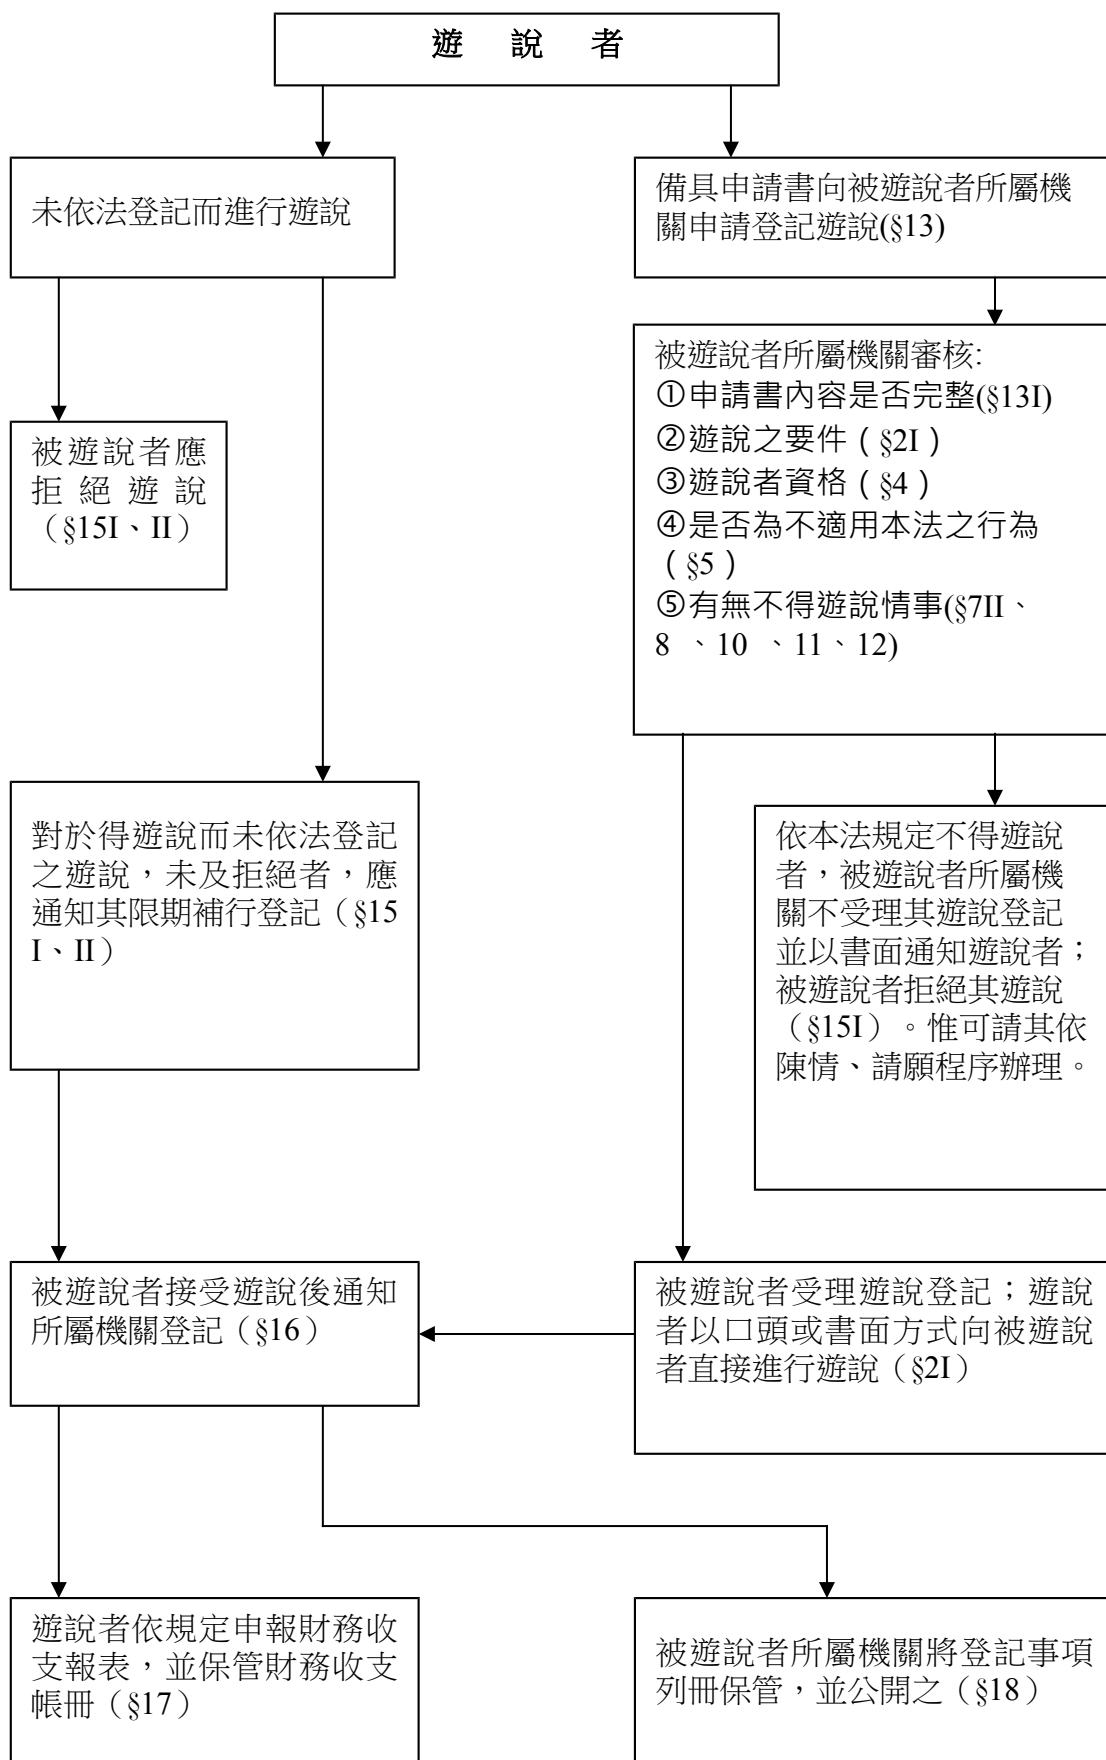 遊 說 者
未依法登記而進行遊說
備具申請書向被遊說者所屬機
關申請登記遊說(§13)
被遊說者所屬機關審核:
①申請書內容是否完整(§13I)
②遊說之要件（§2I）
③遊說者資格（§4）
④是否為不適用本法之行為
（§5）
⑤有無不得遊說情事(§7II、
8 、10 、11、12)
被遊說者應
拒絕遊說
（§15I、II）
對於得遊說而未依法登記
之遊說，未及拒絕者，應
通知其限期補行登記（§15
I、II）
依本法規定不得遊說
者，被遊說者所屬機
關不受理其遊說登記
並以書面通知遊說者；
被遊說者拒絕其遊說
（§15I）。惟可請其依
陳情、請願程序辦理。
被遊說者接受遊說後通知
所屬機關登記（§16）
被遊說者受理遊說登記；遊說
者以口頭或書面方式向被遊說
者直接進行遊說（§2I）
遊說者依規定申報財務收
支報表，並保管財務收支
帳冊（§17）
被遊說者所屬機關將登記事項
列冊保管，並公開之（§18）